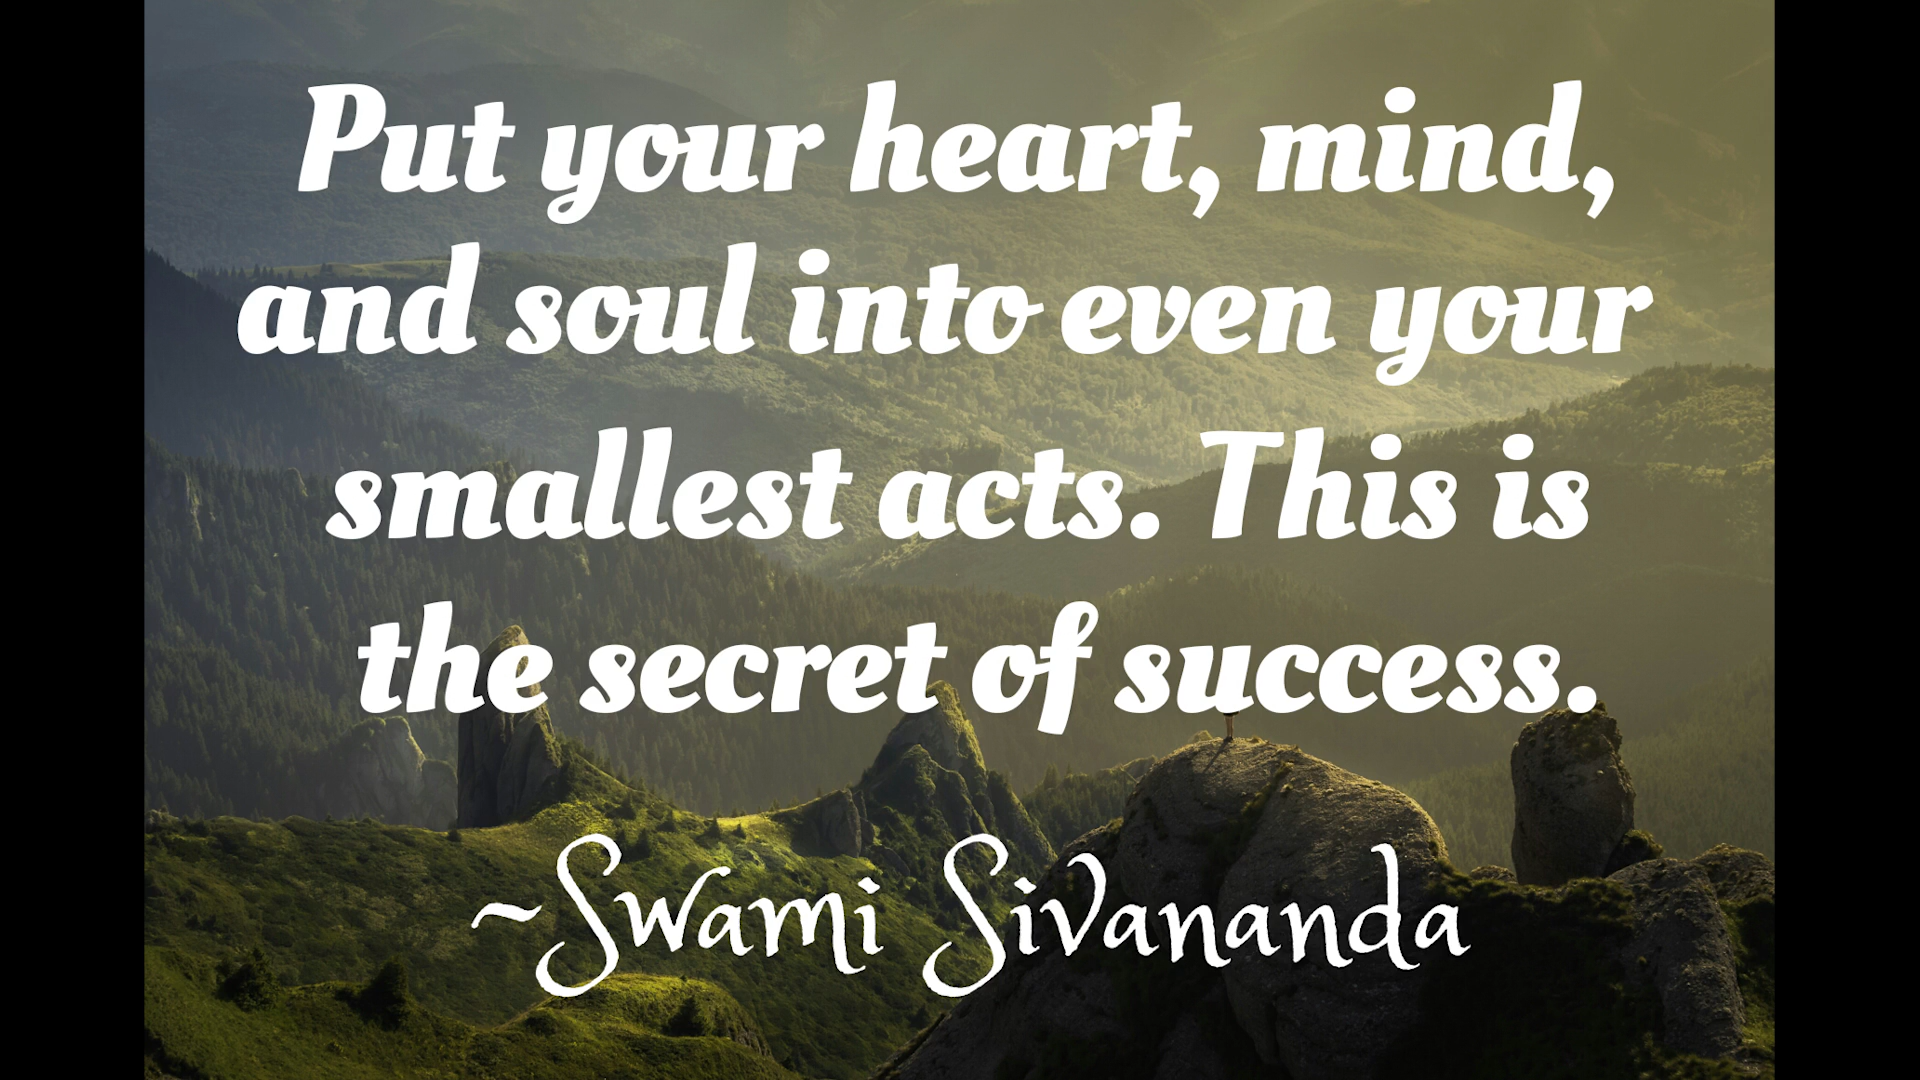 Put your heart, mind,
and soul into even your
smallest acts. This is
the secret of success.
~Swami Sivananda